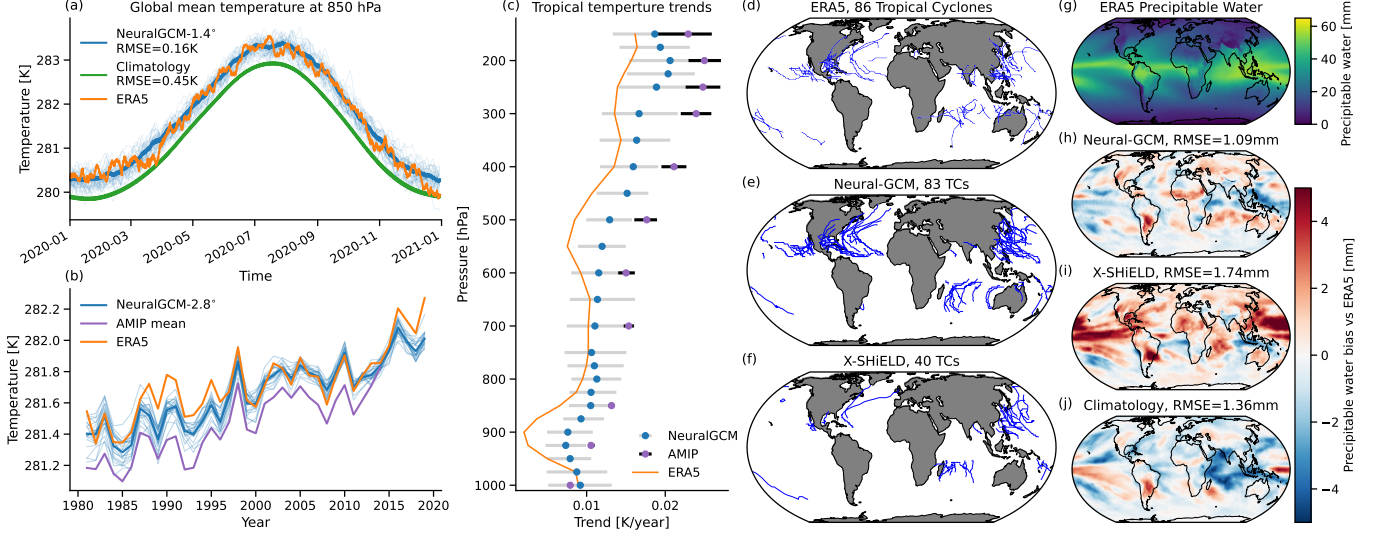 (a)
Global mean temperature at 850 hPa
NeuralGCM-1.4°
RMSE=0.16K
Climatology
RMSE=0.45K
ERA5
Temperature [K]
283
282
281
280
2020-01
2020-03
2020-05
2020-07
2020-09
2020-11
2021-01
Time
(b)
NeuralGCM-2.8°
AMIP mean
ERA5
Temperature [K]
282.2
282.0
281.8
281.6
281.4
281.2
1980 1985 1990 1995 2000 2005 2010 2015 2020
Year
(c)
Tropical temperture trends
Pressure [hPa]
200
300
400
500
600
700
800
900
1000
NeuralGCM
AMIP
ERA5
0.01 0.02
Trend [K/year]
(d)
ERA5, 86 Tropical Cyclones
(e)
Neural-GCM, 83 TCs
(f)
X-SHiELD, 40 TCs
(g)
ERA5 Precipitable Water
60
40
20
0
Precipitable water [mm]
(h)
Neural-GCM, RMSE=1.09mm
(i)
X-SHiELD, RMSE=1.74mm
(j)
Climatology, RMSE=1.36mm
4
2
0
−2
−4
Precipitable water bias vs ERA5 [mm]